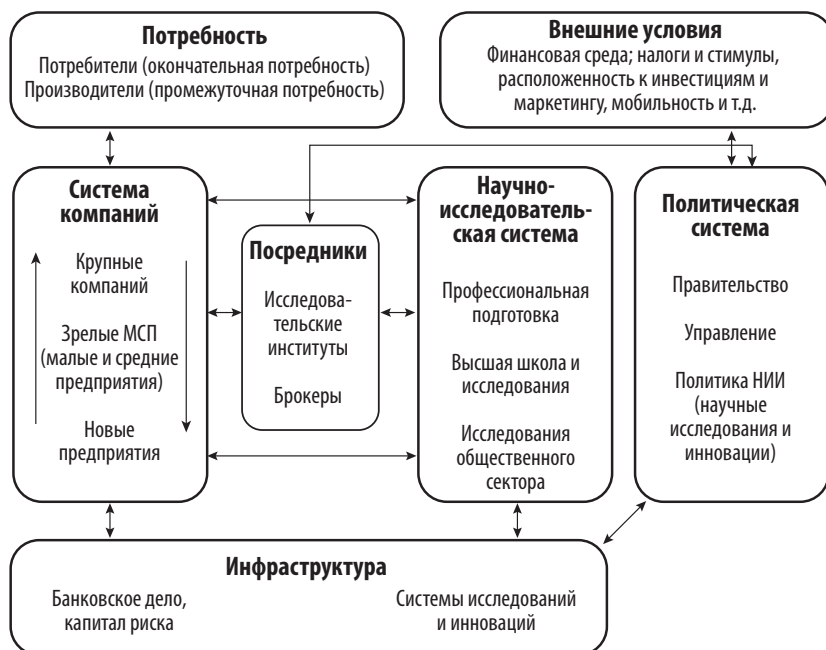 Потребность
Потребители (окончательная потребность)
Производители (промежуточная потребность)
Внешние условия
Финансовая среда; налоги и стимулы,
расположенность к инвестициям и
маркетингу, мобильность и т.д.
Система
компаний
Крупные
компаний
Зрелые МСП
(малые и средние
предприятия)
Новые
предприятия
Посредники
Исследова-
тельские
институты
Брокеры
Научно-
исследователь-
ская система
Профессиональная
подготовка
Высшая школа и
исследования
Исследования
общественного
сектора
Политическая
система
Правительство
Управление
Политика НИИ
(научные
исследования и
инновации)
Инфраструктура
Банковское дело,
капитал риска
Системы исследований
и инноваций